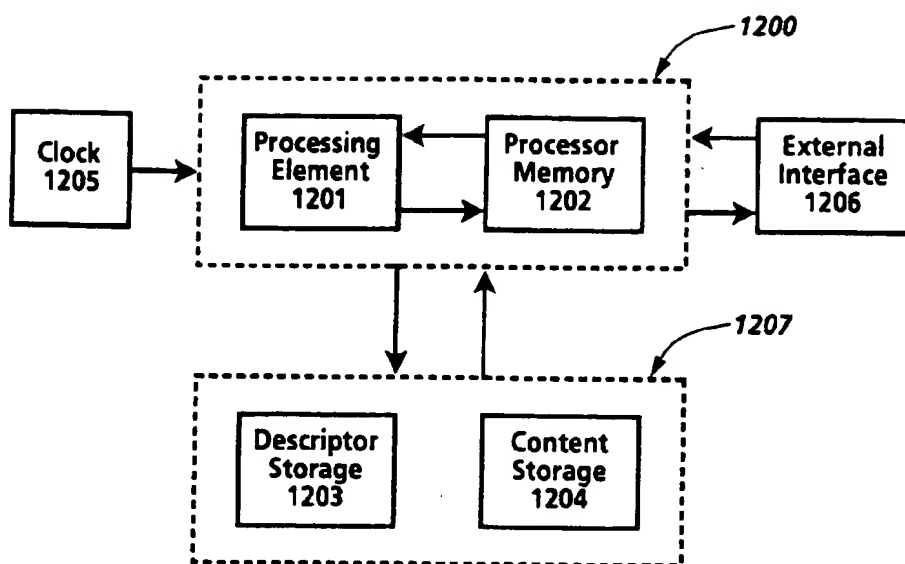 1200
Clock
1205
Processing
Element
1201
Processor
Memory
1202
External
Interface
1206
1207
Descriptor
Storage
1203
Content
Storage
1204